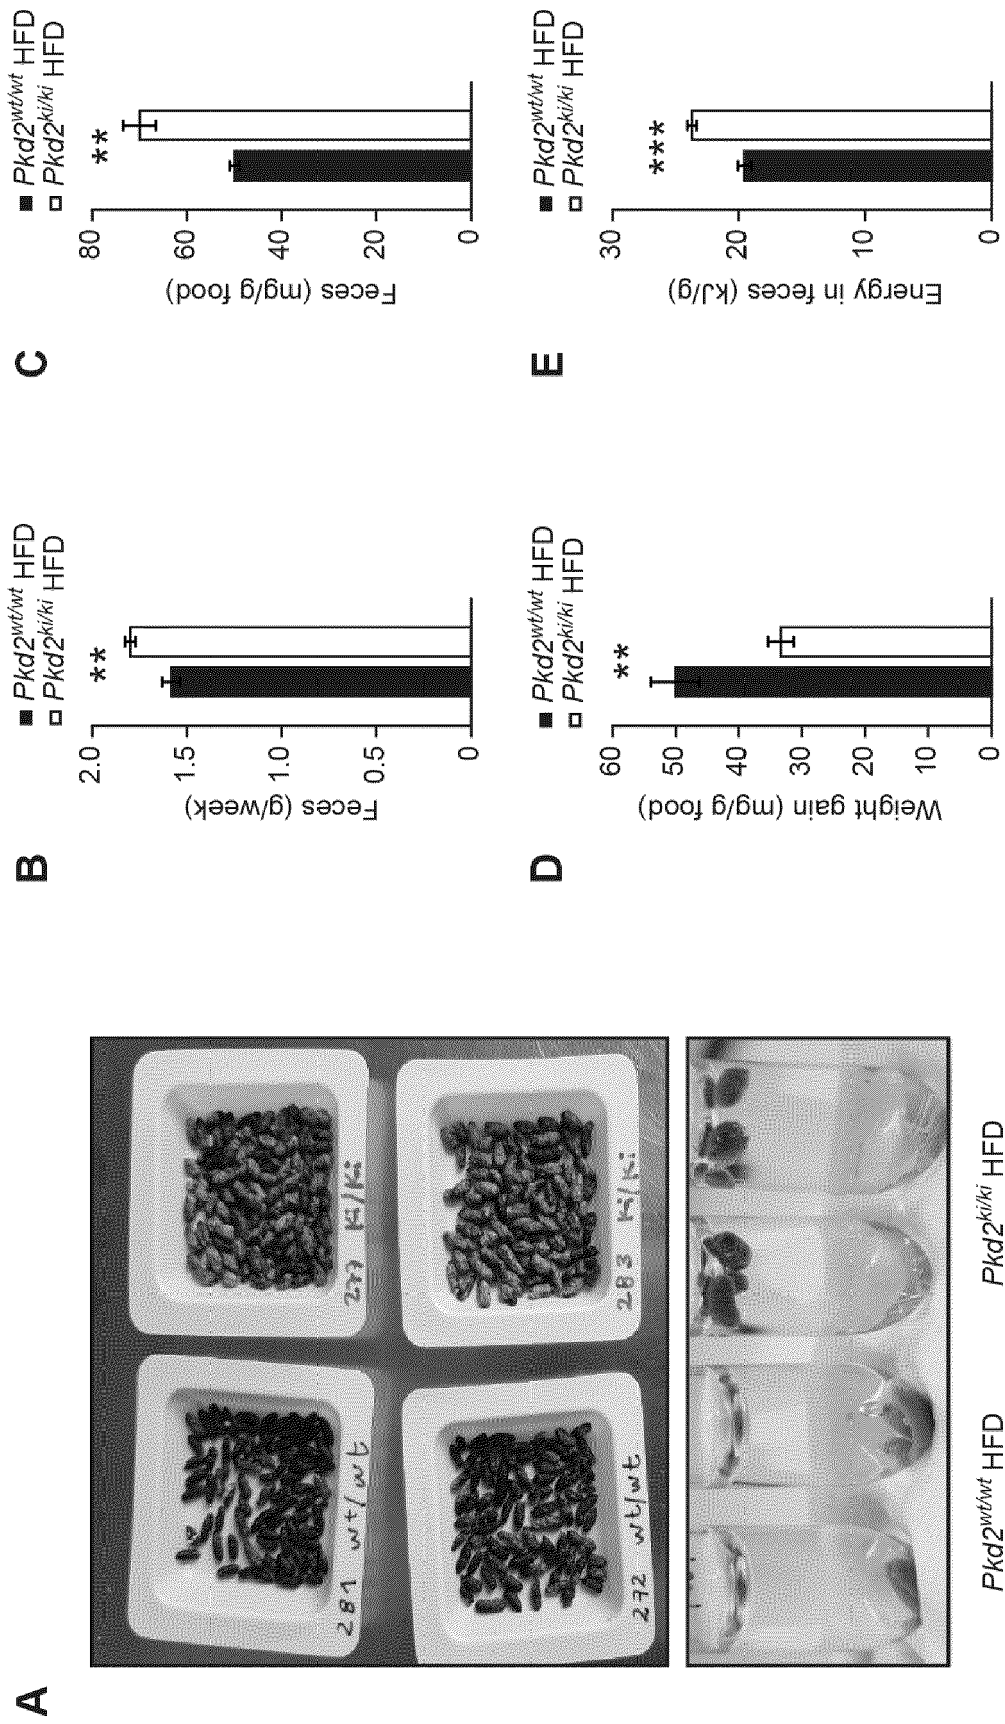 A
281 wt/wt
277 Ki/Ki
272 wt/wt
283 Ki/Ki
Pkd2wt/wt HFD
Pkd2ki/ki HFD
B
Pkd2wt/wt HFD
Pkd2ki/ki HFD
Feces (g/week)
2.0
1.5
1.0
0.5
0
**
C
Pkd2wt/wt HFD
Pkd2ki/ki HFD
Feces (mg/g food)
80
60
40
20
0
**
D
Pkd2wt/wt HFD
Pkd2ki/ki HFD
Weight gain (mg/g food)
60
50
40
30
20
10
0
**
E
Pkd2wt/wt HFD
Pkd2ki/ki HFD
Energy in feces (kJ/g)
30
20
10
0
***